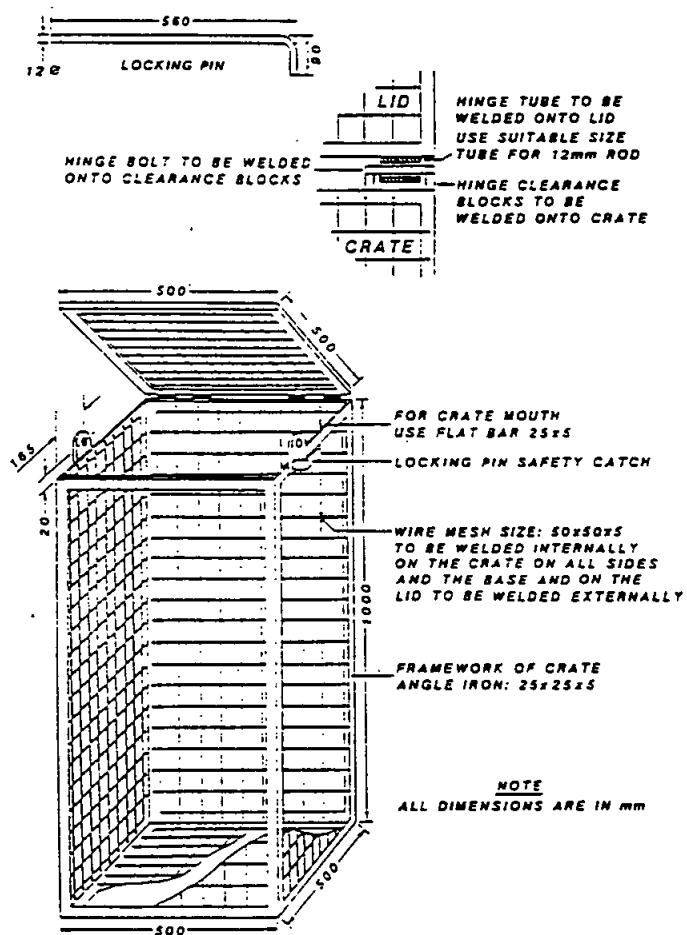 560
90
12 ø
LOCKING PIN
LID
HINGE TUBE TO BE
WELDED ONTO LID
USE SUITABLE SIZE
TUBE FOR 12mm ROD
HINGE BOLT TO BE WELDED
ONTO CLEARANCE BLOCKS
HINGE CLEARANCE
BLOCKS TO BE
WELDED ONTO CRATE
CRATE
500
500
165
20
FOR CRATE MOUTH
USE FLAT BAR 25x5
LOCKING PIN SAFETY CATCH
WIRE MESH SIZE: 50x50x5
TO BE WELDED INTERNALLY
ON THE CRATE ON ALL SIDES
AND THE BASE AND ON THE
LID TO BE WELDED EXTERNALLY
1000
FRAMEWORK OF CRATE
ANGLE IRON: 25x25x5
NOTE
ALL DIMENSIONS ARE IN mm
500
500